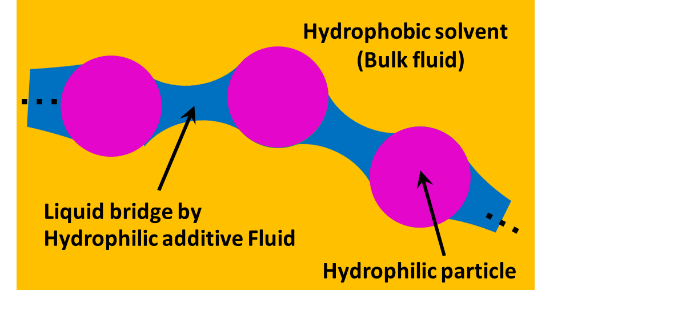 Hydrophobic solvent
(Bulk fluid)
Liquid bridge by
Hydrophilic additive Fluid
Hydrophilic particle